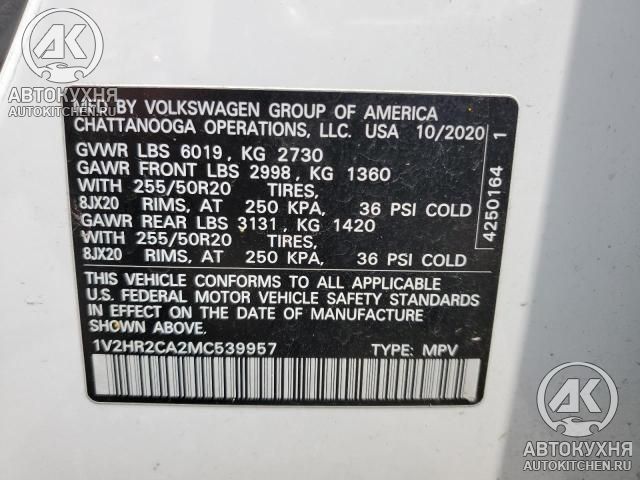 AK
АВТОКУХНЯ
AUTOKITCHEN.RU
MFD. BY VOLKSWAGEN GROUP OF AMERICA
CHATTANOOGA OPERATIONS, LLC. USA 10/2020
GVWR LBS 6019, KG 2730
GAWR FRONT LBS 2998, KG 1360
WITH 255/50R20 TIRES,
8JX20 RIMS, AT 250 KPA, 36 PSI COLD
GAWR REAR LBS 3131, KG 1420
WITH 255/50R20 TIRES,
8JX20 RIMS, AT 250 KPA, 36 PSI COLD
THIS VEHICLE CONFORMS TO ALL APPLICABLE
U.S. FEDERAL MOTOR VEHICLE SAFETY STANDARDS
IN EFFECT ON THE DATE OF MANUFACTURE
SHOWN ABOVE.
1V2HR2CA2MC539957 TYPE: MPV
4250164 1
AK
АВТОКУХНЯ
AUTOKITCHEN.RU